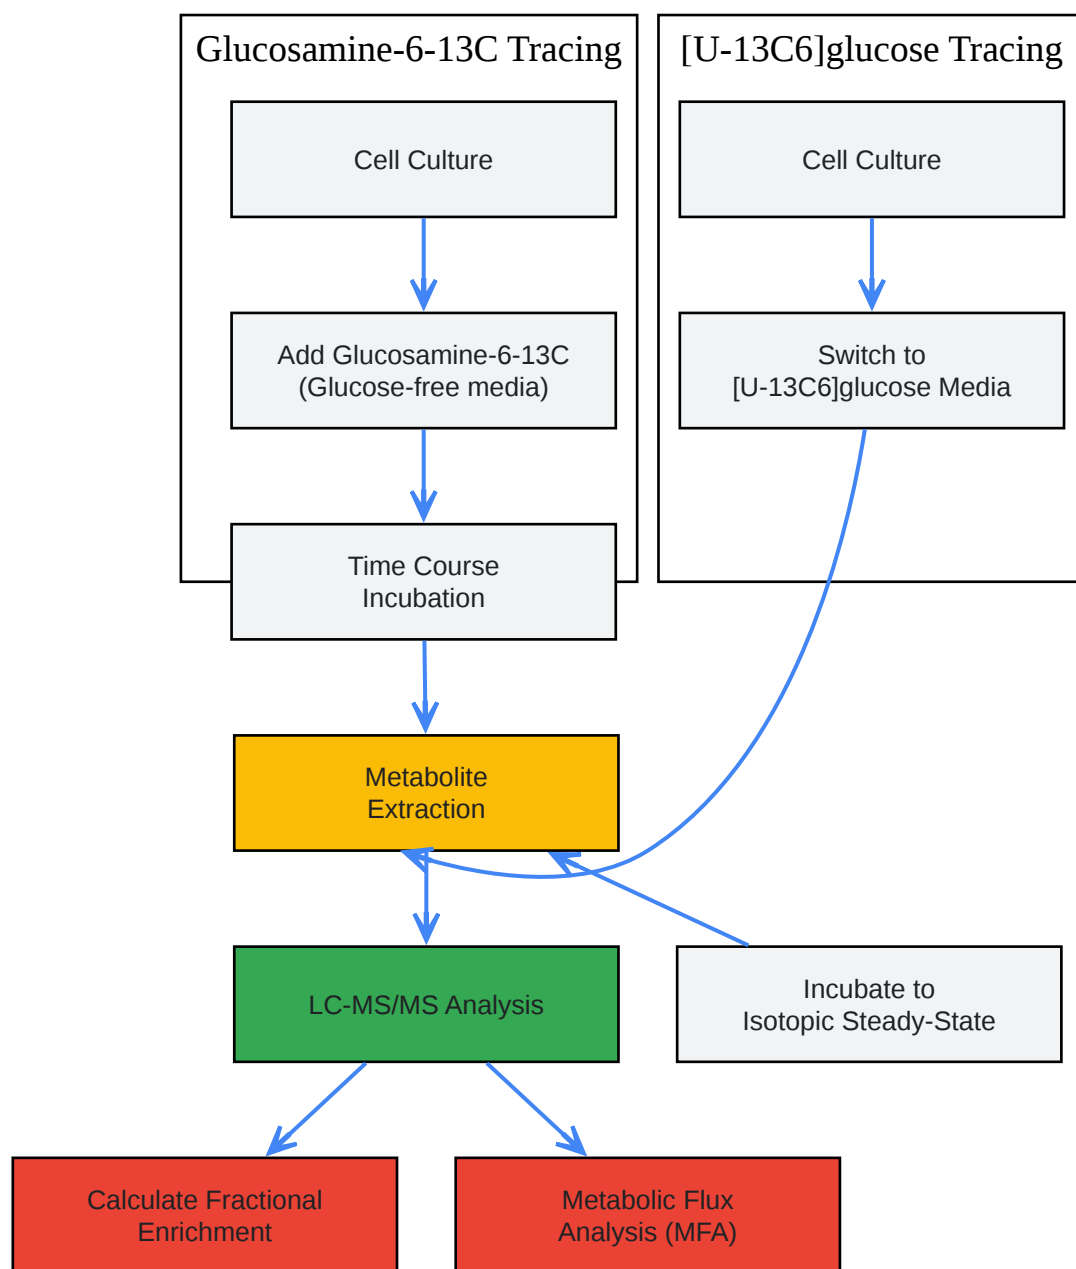 Glucosamine-6-13C Tracing
Cell Culture
Add Glucosamine-6-13C
(Glucose-free media)
Time Course
Incubation
[U-13C6]glucose Tracing
Cell Culture
Switch to
[U-13C6]glucose Media
Metabolite
Extraction
LC-MS/MS Analysis
Incubate to
Isotopic Steady-State
Calculate Fractional
Enrichment
Metabolic Flux
Analysis (MFA)